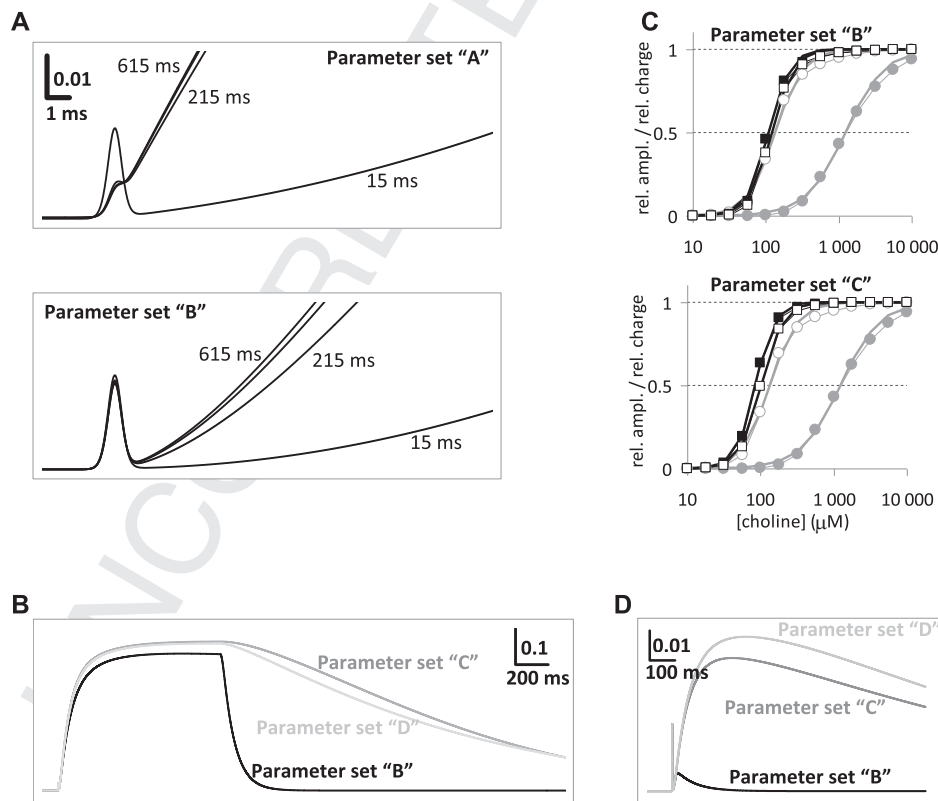 A
Parameter set “A”
615 ms
215 ms
0.01
1 ms
15 ms
Parameter set “B”
615 ms
215 ms
15 ms
C
Parameter set “B”
rel. ampl. / rel. charge
1
0.5
0
10 100 1 000 10 000
Parameter set “C”
rel. ampl. / rel. charge
1
0.5
0
10 100 1 000 10 000
[choline] (μM)
B
Parameter set “C”
0.1
200 ms
Parameter set “D”
Parameter set “B”
D
Parameter set “D”
0.01
100 ms
Parameter set “C”
Parameter set “B”